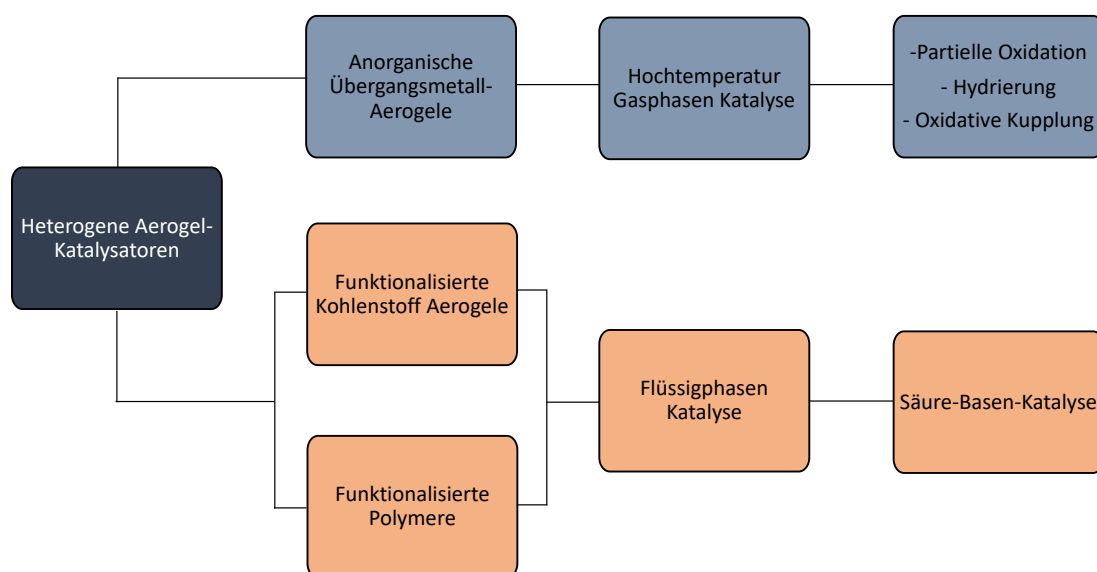 Anorganische
Übergangsmetall-
Aerogele
Hochtemperatur
Gasphasen Katalyse
-Partielle Oxidation
- Hydrierung
- Oxidative Kupplung
Heterogene Aerogel-
Katalysatoren
Funktionalisierte
Kohlenstoff Aerogele
Flüssigphasen
Katalyse
Säure-Basen-Katalyse
Funktionalisierte
Polymere